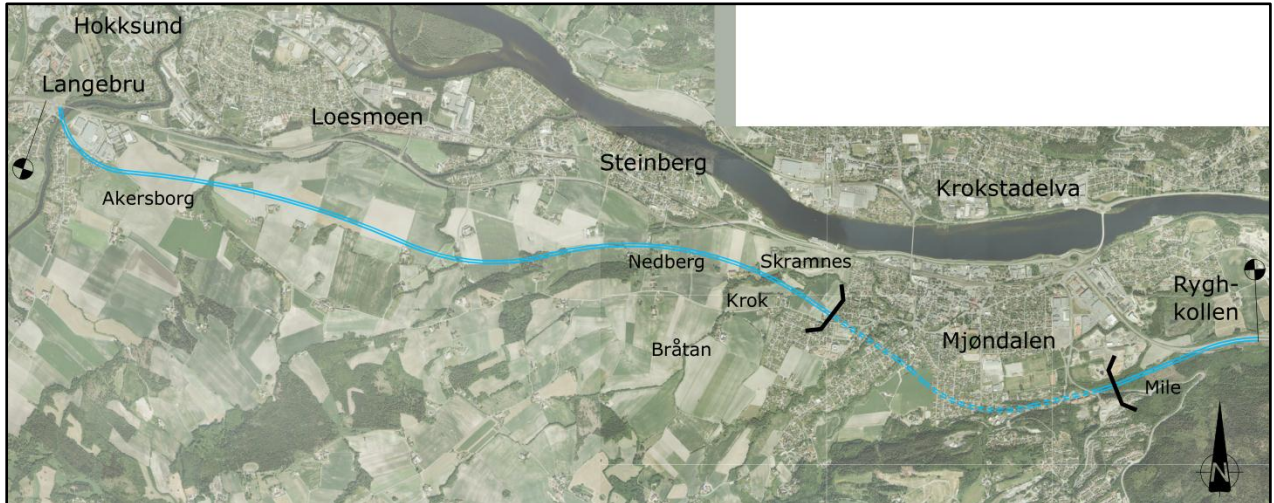 Hokksund
Langebru
Loesmoen
Steinberg
Krokstadelva
Akersborg
Nedberg
Skramnes
Krok
Rygh-
kollen
Bråtan
Mjøndalen
Mile
N